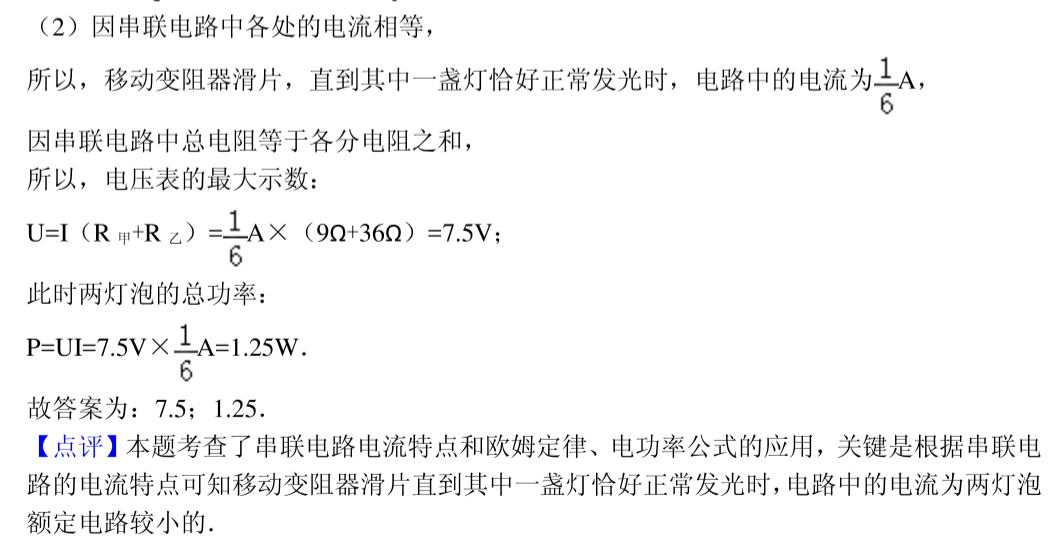 （2）因串联电路中各处的电流相等，
所以，移动变阻器滑片，直到其中一盏灯恰好正常发光时，电路中的电流为1/6A，
因串联电路中总电阻等于各分电阻之和，
所以，电压表的最大示数：
U=I（R甲+R乙）=1/6A×（9Ω+36Ω）=7.5V；
此时两灯泡的总功率：
P=UI=7.5V×1/6A=1.25W．
故答案为：7.5；1.25．
【点评】本题考查了串联电路电流特点和欧姆定律、电功率公式的应用，关键是根据串联电
路的电流特点可知移动变阻器滑片直到其中一盏灯恰好正常发光时，电路中的电流为两灯泡
额定电路较小的．